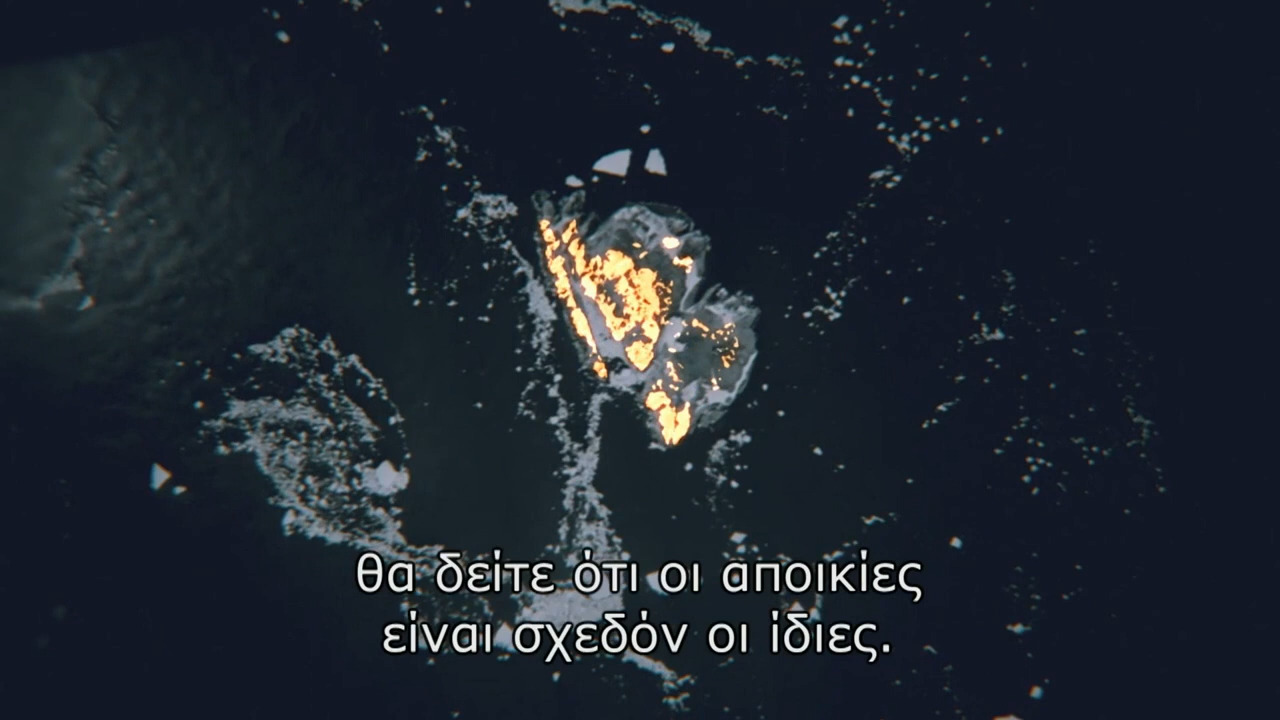 θα δείτε ότι οι αποικίες
είναι σχεδόν οι ίδιες.